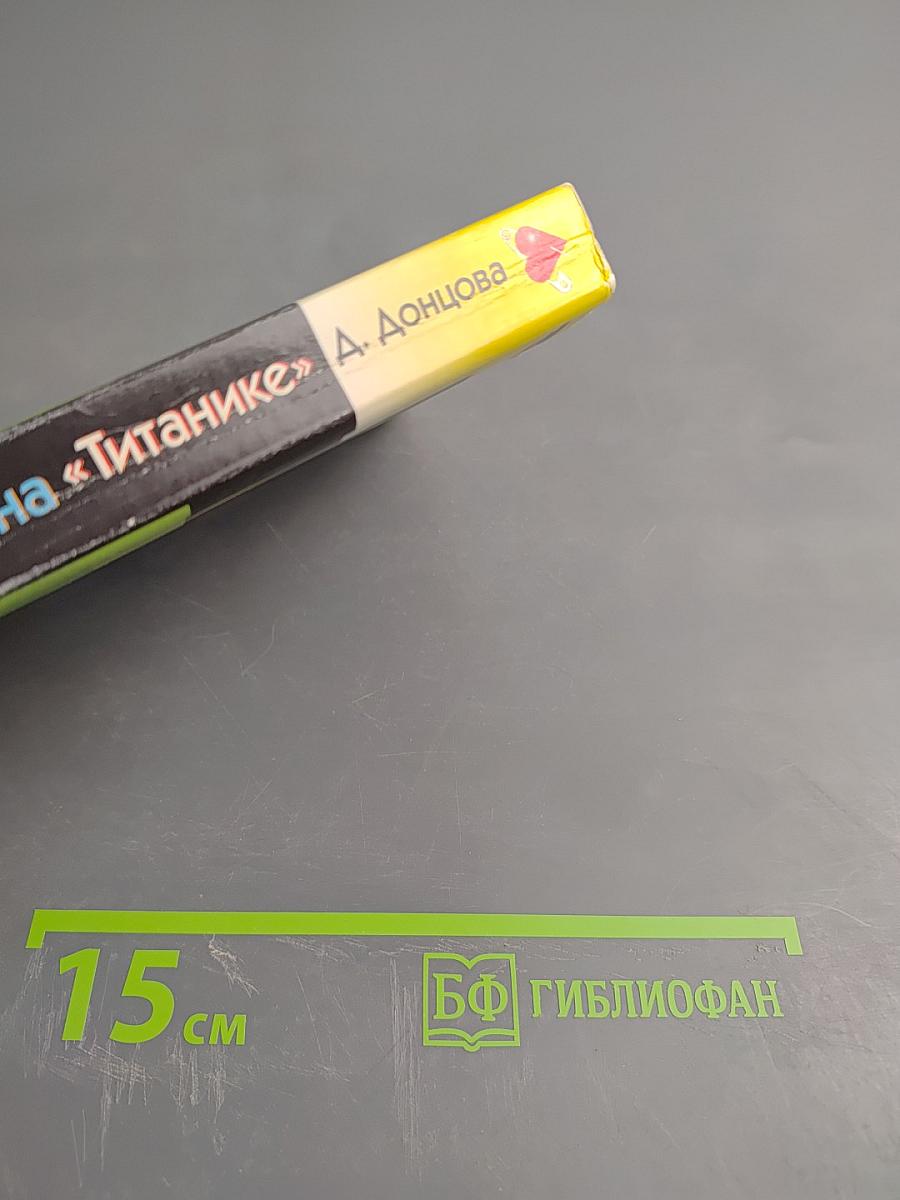 на «Титанике» Д. Донцова
15 см
БФ ГИБЛИОФАН